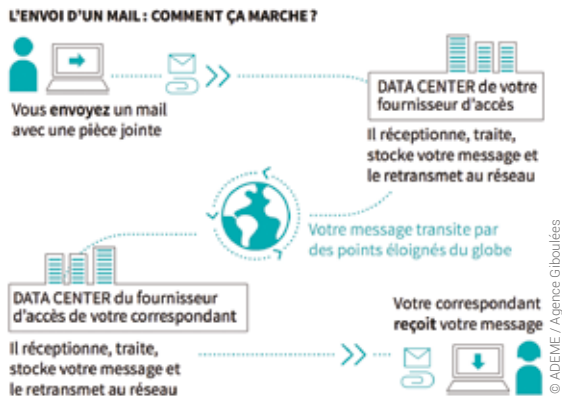 L'ENVOI D'UN MAIL : COMMENT ÇA MARCHE ?
Vous envoyez un mail
avec une pièce jointe
DATA CENTER de votre
fournisseur d'accès
Il réceptionne, traite,
stocke votre message et
le retransmet au réseau
Votre message transite par
des points éloignés du globe
DATA CENTER du fournisseur
d'accès de votre correspondant
Il réceptionne, traite,
stocke votre message et
le retransmet au réseau
Votre correspondant
reçoit votre message
© ADEME / Agence Giboulées